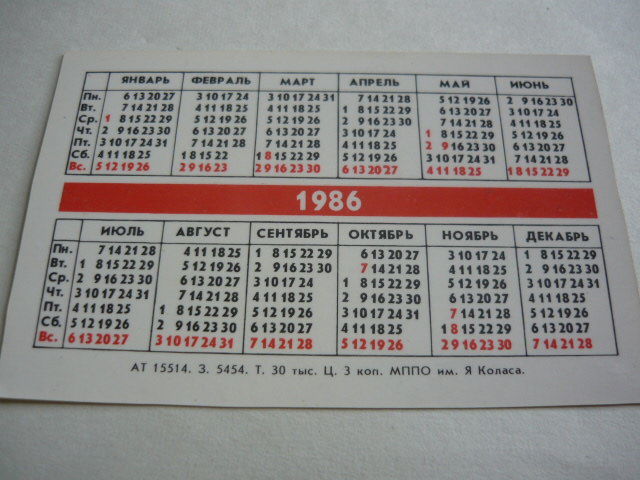 ЯНВАРЬ ФЕВРАЛЬ МАРТ АПРЕЛЬ МАЙ ИЮНЬ
Пн. 6 13 20 27 3 10 17 24 3 10 17 24 31 7 14 21 28 5 12 19 26 2 9 16 23 30
Вт. 7 14 21 28 4 11 18 25 4 11 18 25 1 8 15 22 29 6 13 20 27 3 10 17 24
Ср. 1 8 15 22 29 5 12 19 26 5 12 19 26 2 9 16 23 30 7 14 21 28 4 11 18 25
Чт. 2 9 16 23 30 6 13 20 27 6 13 20 27 3 10 17 24 1 8 15 22 29 5 12 19 26
Пт. 3 10 17 24 31 7 14 21 28 7 14 21 28 4 11 18 25 2 9 16 23 30 6 13 20 27
Сб. 4 11 18 25 1 8 15 22 1 8 15 22 29 5 12 19 26 3 10 17 24 31 7 14 21 28
Вс. 5 12 19 26 2 9 16 23 2 9 16 23 30 6 13 20 27 4 11 18 25 1 8 15 22 29
1986
ИЮЛЬ АВГУСТ СЕНТЯБРЬ ОКТЯБРЬ НОЯБРЬ ДЕКАБРЬ
Пн. 7 14 21 28 4 11 18 25 1 8 15 22 29 6 13 20 27 3 10 17 24 1 8 15 22 29
Вт. 1 8 15 22 29 5 12 19 26 2 9 16 23 30 7 14 21 28 4 11 18 25 2 9 16 23 30
Ср. 2 9 16 23 30 6 13 20 27 3 10 17 24 1 8 15 22 29 5 12 19 26 3 10 17 24 31
Чт. 3 10 17 24 31 7 14 21 28 4 11 18 25 2 9 16 23 30 6 13 20 27 4 11 18 25
Пт. 4 11 18 25 1 8 15 22 29 5 12 19 26 3 10 17 24 31 7 14 21 28 5 12 19 26
Сб. 5 12 19 26 2 9 16 23 30 6 13 20 27 4 11 18 25 1 8 15 22 29 6 13 20 27
Вс. 6 13 20 27 3 10 17 24 31 7 14 21 28 5 12 19 26 2 9 16 23 30 7 14 21 28
АТ 15514. З. 5454. Т. 30 тыс. Ц. 3 коп. МППО им. Я Коласа.